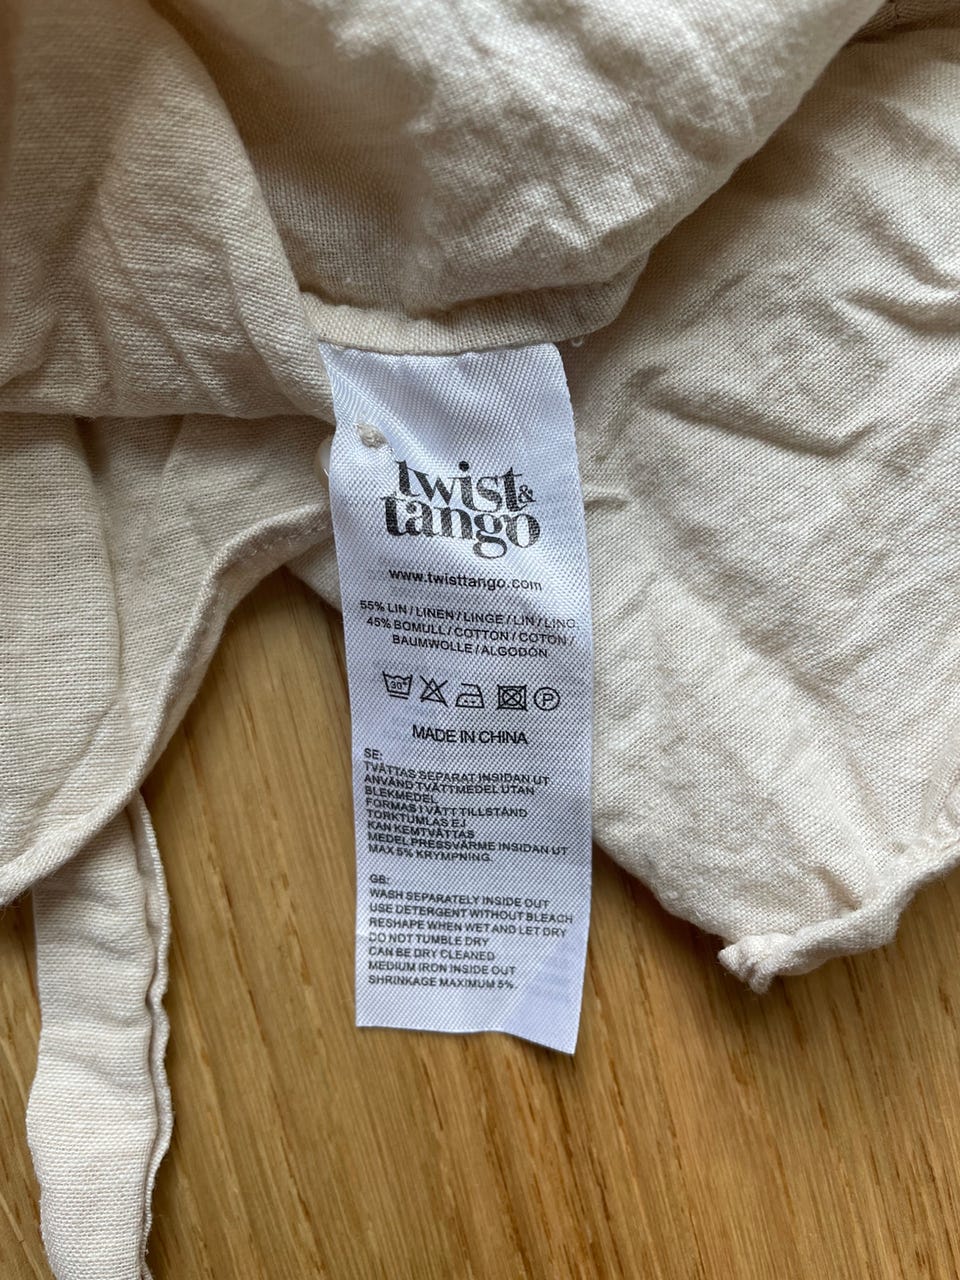 twist &
tango
www.twisttango.com
55% LIN / LINEN / LINGE / LIN / LINO
45% BOMULL / COTTON / COTON /
BAUMWOLLE / ALGODÓN
30°
P
MADE IN CHINA
SE:
TVÄTTAS SEPARAT INSIDAN UT
ANVÄND TVÄTTMEDEL UTAN
BLEKMEDEL
FORMAS I VÅTT TILLSTÅND
TORKTUMLAS EJ
KAN KEMTVÄTTAS
MEDEL PRESSVÄRME INSIDAN UT
MAX 5% KRYMPNING.
GB:
WASH SEPARATELY INSIDE OUT
USE DETERGENT WITHOUT BLEACH
RESHAPE WHEN WET AND LET DRY
DO NOT TUMBLE DRY
CAN BE DRY CLEANED
MEDIUM IRON INSIDE OUT
SHRINKAGE MAXIMUM 5%.